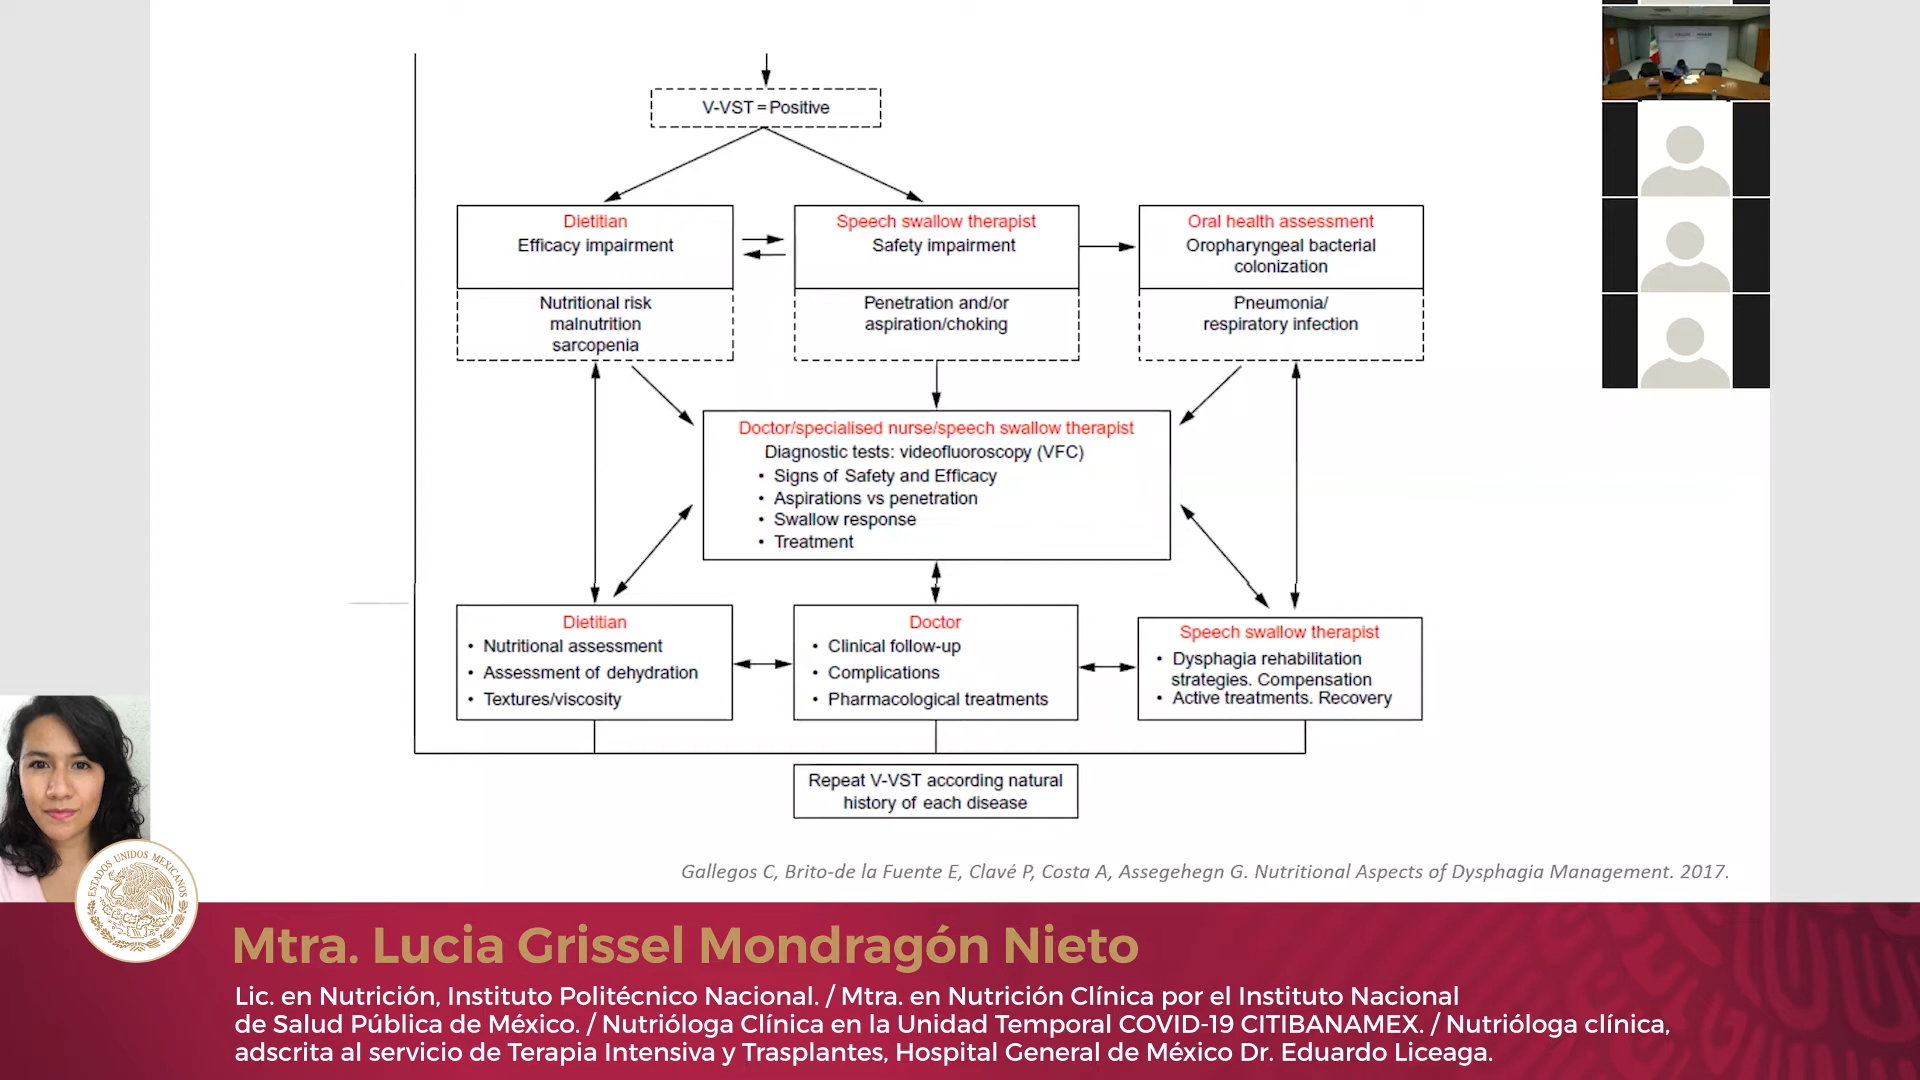 V-VST = Positive
Dietitian
Efficacy impairment
Nutritional risk
malnutrition
sarcopenia
Speech swallow therapist
Safety impairment
Penetration and/or
aspiration/choking
Oral health assessment
Oropharyngeal bacterial
colonization
Pneumonia/
respiratory infection
Doctor/specialised nurse/speech swallow therapist
Diagnostic tests: videofluoroscopy (VFC)
• Signs of Safety and Efficacy
• Aspirations vs penetration
• Swallow response
• Treatment
Dietitian
• Nutritional assessment
• Assessment of dehydration
• Textures/viscosity
Doctor
• Clinical follow-up
• Complications
• Pharmacological treatments
Speech swallow therapist
• Dysphagia rehabilitation
strategies. Compensation
• Active treatments. Recovery
Repeat V-VST according natural
history of each disease
Gallegos C, Brito-de la Fuente E, Clavé P, Costa A, Assegehegn G. Nutritional Aspects of Dysphagia Management. 2017.
ESTADOS UNIDOS MEXICANOS
Mtra. Lucia Grissel Mondragón Nieto
Lic. en Nutrición, Instituto Politécnico Nacional. / Mtra. en Nutrición Clínica por el Instituto Nacional
de Salud Pública de México. / Nutrióloga Clínica en la Unidad Temporal COVID-19 CITIBANAMEX. / Nutrióloga clínica,
adscrita al servicio de Terapia Intensiva y Trasplantes, Hospital General de México Dr. Eduardo Liceaga.